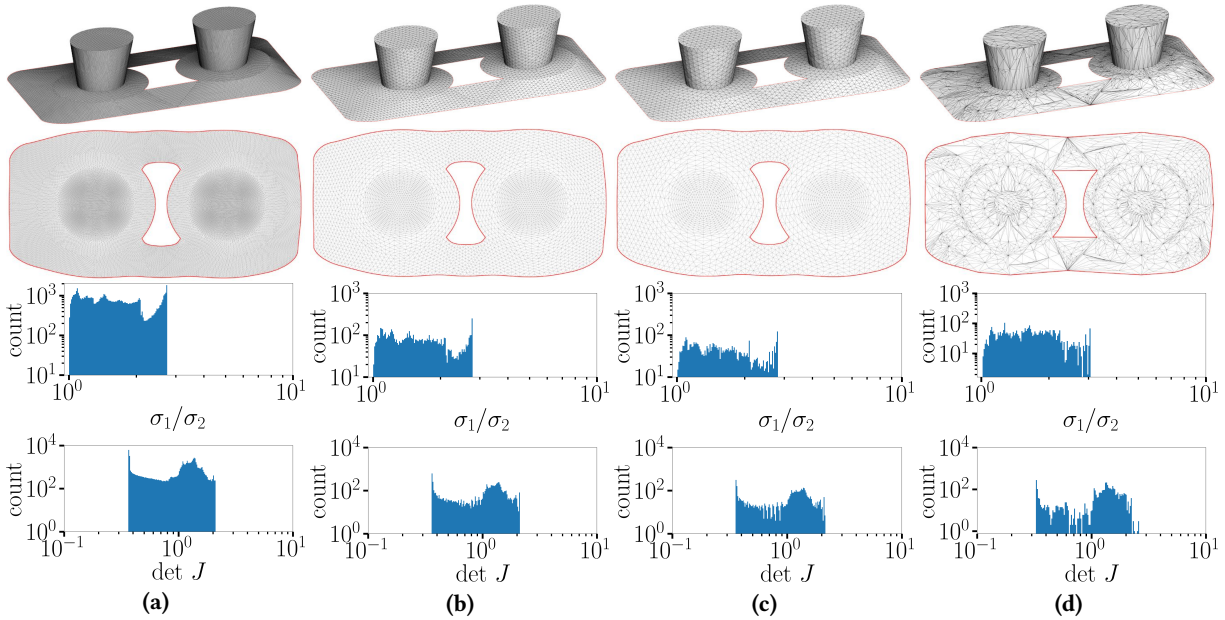 10³ 10³ 10³ 10³
count count count count
10² 10² 10² 10²
10¹ 10¹ 10¹ 10¹
10⁰ 10¹ 10⁰ 10¹ 10⁰ 10¹ 10⁰ 10¹
σ₁/σ₂ σ₁/σ₂ σ₁/σ₂ σ₁/σ₂
10⁴ 10⁴ 10⁴ 10⁴
count count count count
10² 10² 10² 10²
10⁰ 10⁰ 10⁰ 10⁰
10⁻¹ 10⁰ 10¹ 10⁻¹ 10⁰ 10¹ 10⁻¹ 10⁰ 10¹ 10⁻¹ 10⁰ 10¹
det J det J det J det J
(a) (b) (c) (d)